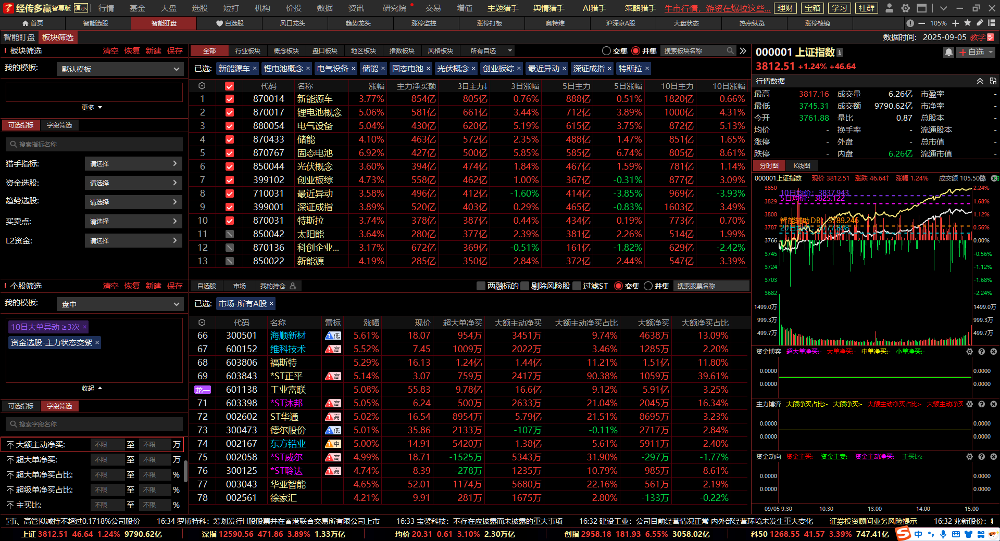 经传多赢 智尊版 演示 行情 基金 大盘 选股 短打 机构 价投 数据 资讯 研究院 交易 增值 主题猎手 舆情猎手 AI猎手 策略猎手 牛市行情，游资在爆拉这些... 理财 宝箱 学习 社群
首页 智能选股 智能盯盘 自选股 风口龙头 趋势龙头 涨停监控 涨停打板 奥特维 沪深京A股 大盘状态 热点纵览 涨停棱镜 105%
智能盯盘 板块筛选 数据时间: 2025-09-05 教学
板块筛选 清空 恢复 新建 保存
我的模板: 默认模板
更多
可选指标 字段筛选
搜索指标名称
猎手指标: 请选择
资金选股: 请选择
趋势选股: 请选择
买卖点: 请选择
L2资金: 请选择
全部 行业板块 概念板块 盘口板块 地区板块 指数板块 风格板块 所有自选 交集 并集 搜索板块名称
已选: 新能源车 × 锂电池概念 × 电气设备 × 储能 × 固态电池 × 光伏概念 × 创业板综 × 最近异动 × 深证成指 × 特斯拉 ×
代码 名称 涨幅 主力净买额 3日主力↓ 3日涨幅 5日主力 5日涨幅 10日主力 10日涨幅
1 870014 新能源车 3.77% 854亿 805亿 0.76% 888亿 0.51% 1820亿 0.66%
2 870017 锂电池概念 5.06% 581亿 661亿 3.44% 712亿 3.89% 1000亿 4.31%
3 880054 电气设备 5.04% 430亿 620亿 5.19% 615亿 3.75% 872亿 5.13%
4 870433 储能 4.10% 463亿 572亿 2.35% 488亿 1.47% 851亿 1.65%
5 870767 固态电池 6.92% 427亿 500亿 5.85% 585亿 6.74% 805亿 8.61%
6 850044 光伏概念 3.60% 394亿 474亿 1.84% 467亿 1.59% 781亿 1.14%
7 399102 创业板综 4.73% 558亿 462亿 1.00% 367亿 -0.31% 877亿 3.09%
8 710031 最近异动 3.58% 496亿 412亿 -1.60% 414亿 -3.85% 969亿 -3.93%
9 399001 深证成指 3.89% 520亿 403亿 0.29% 465亿 -0.83% 1603亿 3.49%
10 870031 特斯拉 3.74% 378亿 387亿 0.44% 434亿 0.19% 773亿 0.70%
11 850042 太阳能 3.64% 280亿 377亿 2.39% 381亿 2.26% 514亿 1.99%
12 870136 科创企业... 3.17% 672亿 369亿 -0.51% 161亿 -1.82% 629亿 -2.42%
13 850022 新能源 4.19% 285亿 350亿 2.84% 372亿 2.44% 547亿 3.39%
个股筛选 清空 恢复 新建 保存
我的模板: 盘中
10日大单异动 ≥3次 ×
资金选股-主力状态变紫 ×
收起
可选指标 字段筛选
搜索字段名称
大额主动净买: 不限 至 不限 万
超大单净买: 不限 至 不限 万
超大单净买占比: 不限 至 不限 %
超级单净买占比: 不限 至 不限 %
主买比: 不限 至 不限 %
自选股 市场 我的持仓 两融标的 剔除风险股 过滤ST 交集 并集 搜索股票名称
已选: 市场-所有A股 ×
代码 名称 雷标 涨幅 现价 超大单净买 大额主动净买 大额主动净买占比 大额净买 大额净买占比
66 300501 海顺新材 低 5.61% 18.07 954万 3451万 9.74% 4638万 13.09%
67 600152 维科技术 高 5.52% 7.45 1009万 2022万 3.46% 1285万 2.20%
68 603806 福斯特 5.29% 16.13 1.24亿 1.44亿 11.21% 1.51亿 11.80%
69 603843 *ST正平 高 5.14% 3.07 759万 2417万 90.38% 1059万 39.61%
龙一 601138 工业富联 5.08% 55.83 9.78亿 16.6亿 9.12% 5.91亿 3.25%
71 603398 *ST沐邦 高 5.05% 6.24 500万 2633万 21.04% 2045万 16.34%
72 002602 ST华通 高 5.02% 16.54 8954万 5.79亿 21.51% 8695万 3.23%
73 300473 德尔股份 低 5.01% 35.86 2133万 -107万 -0.11% 2717万 2.84%
74 002167 东方锆业 中 5.00% 14.91 5420万 1.38亿 5.61% 5911万 2.40%
75 002058 *ST威尔 高 4.99% 18.71 -1525万 5343万 31.90% -297万 -1.77%
76 300125 *ST聆达 高 4.74% 8.39 -278万 1235万 10.79% 985万 8.61%
77 003043 华亚智能 4.65% 52.01 1174万 5680万 22.16% 561万 2.19%
78 002561 徐家汇 4.21% 9.91 281万 1675万 2.80% -133万 -0.22%
000001 上证指数 自选
3812.51 +1.24% +46.64
行情数据
最高 3817.16 成交量 6.26亿 市盈率 -
最低 3745.31 成交额 9790.62亿 市净率 -
今开 3761.88 量比 0.87 总股本 -
均价 - 换手率 - 流通股本 -
涨停 - 外盘 - 总市值 -
跌停 - 内盘 6.26亿 流通市值 -
分时图 K线图
000001上证指数 现价 3812.51 涨跌 46.64↑ 涨幅 1.24% 成交额 105.50
3850 2.24%
10日均价: 3837.943
5日均价: 3825.122
3829 1.68%
3808 1.12%
智能辅助DB: 3789.246
3787 0.56%
3766 0.00%
3745 -0.56%
3724 -1.12%
3703 -1.68%
3682 -2.24%
1499.0万 1499.0万
999.3万 999.3万
499.7万 499.7万
资金博弈 超大单净买:- 大单净买:- 中单净买:- 小单净买:-
0.0000 0.0000
0.0000 0.0000
主力博弈 大额净买占比:- 大额净买:- 大额主动净买占比:- 大额主动净买
0.0000 0.0000
0.0000 0.0000
资金动向 资金主买:- 资金主卖:- 资金主动净买:- 主买比:-
0.0000 0.0000
0.0000 0.0000
09/05 9:30 10:30 13:00 14:00 15:00
董事、高管拟减持不超过0.1718%公司股份 16:34 罗博特科：筹划发行H股股票并在香港联合交易所有限公司上市 16:33 宝馨科技：不存在应披露而未披露的重大事项 16:32 建设工业：公司目前经营情况正常 内外部经营环境未发生重大变化 证券投资顾问业务风险提示 16:32 兆新股份：
上证 3812.51 46.64 1.24% 9790.62亿 深指 12590.56 471.86 3.89% 1.33万亿 均价 20.31 0.61 3.10% 2.30万亿 创指 2958.18 181.93 6.55% 3058.02亿 科50 1268.55 41.57 3.39% 747.41亿 中